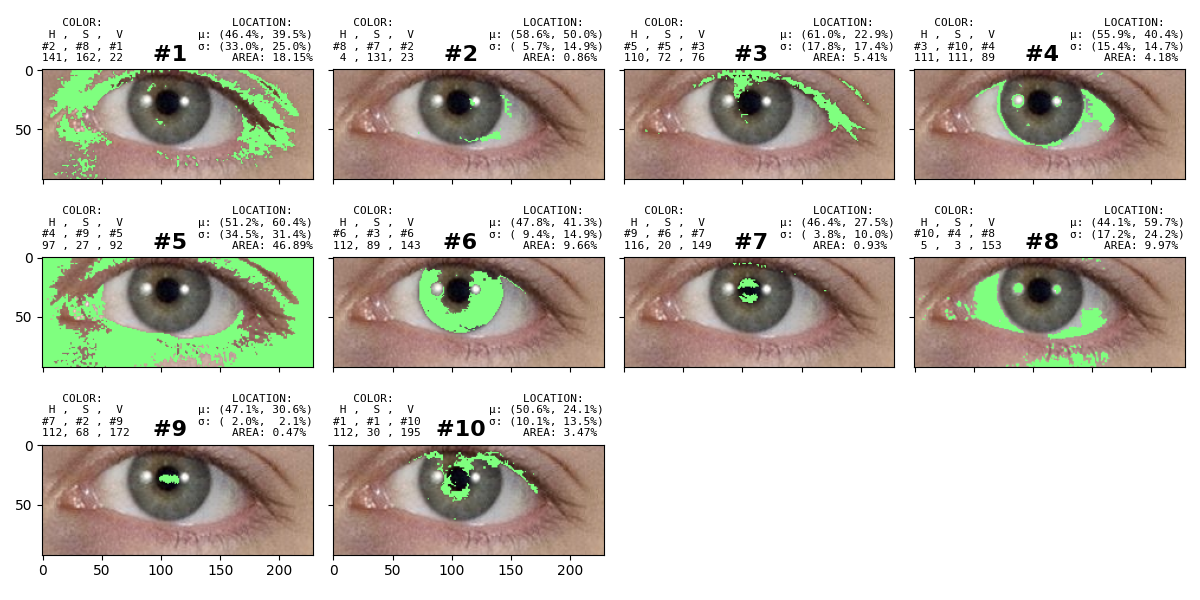 COLOR: LOCATION:
H , S , V μ: (46.4%, 39.5%)
#2 , #8 , #1 #1 σ: (33.0%, 25.0%)
141, 162, 22 AREA: 18.15%
COLOR: LOCATION:
H , S , V μ: (58.6%, 50.0%)
#8 , #7 , #2 #2 σ: ( 5.7%, 14.9%)
4 , 131, 23 AREA: 0.86%
COLOR: LOCATION:
H , S , V μ: (61.0%, 22.9%)
#5 , #5 , #3 #3 σ: (17.8%, 17.4%)
110, 72 , 76 AREA: 5.41%
COLOR: LOCATION:
H , S , V μ: (55.9%, 40.4%)
#3 , #10, #4 #4 σ: (15.4%, 14.7%)
111, 111, 89 AREA: 4.18%
0
50
COLOR: LOCATION:
H , S , V μ: (51.2%, 60.4%)
#4 , #9 , #5 #5 σ: (34.5%, 31.4%)
97 , 27 , 92 AREA: 46.89%
COLOR: LOCATION:
H , S , V μ: (47.8%, 41.3%)
#6 , #3 , #6 #6 σ: ( 9.4%, 14.9%)
112, 89 , 143 AREA: 9.66%
COLOR: LOCATION:
H , S , V μ: (46.4%, 27.5%)
#9 , #6 , #7 #7 σ: ( 3.8%, 10.0%)
116, 20 , 149 AREA: 0.93%
COLOR: LOCATION:
H , S , V μ: (44.1%, 59.7%)
#10, #4 , #8 #8 σ: (17.2%, 24.2%)
5 , 3 , 153 AREA: 9.97%
0
50
COLOR: LOCATION:
H , S , V μ: (47.1%, 30.6%)
#7 , #2 , #9 #9 σ: ( 2.0%, 2.1%)
112, 68 , 172 AREA: 0.47%
COLOR: LOCATION:
H , S , V μ: (50.6%, 24.1%)
#1 , #1 , #10 #10 σ: (10.1%, 13.5%)
112, 30 , 195 AREA: 3.47%
0
50
0 50 100 150 200
0 50 100 150 200